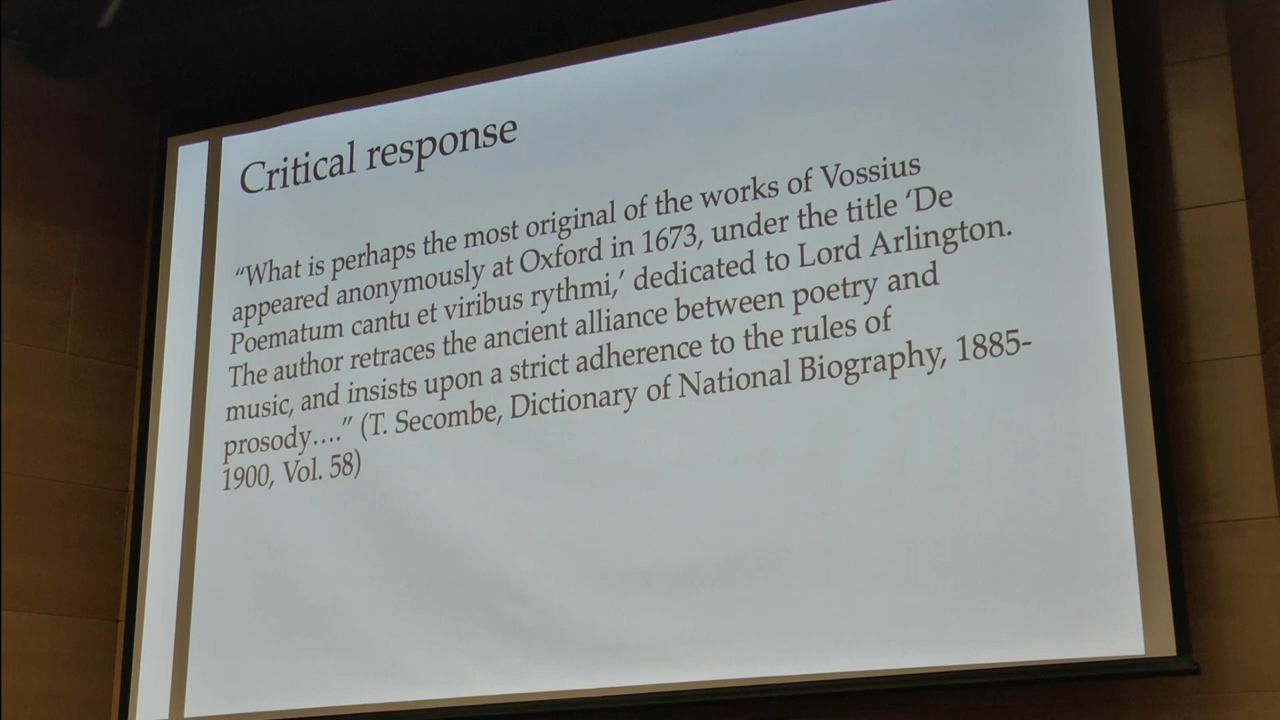 Critical response
“What is perhaps the most original of the works of Vossius
appeared anonymously at Oxford in 1673, under the title ‘De
Poematum cantu et viribus rythmi,’ dedicated to Lord Arlington.
The author retraces the ancient alliance between poetry and
music, and insists upon a strict adherence to the rules of
prosody….” (T. Secombe, Dictionary of National Biography, 1885-
1900, Vol. 58)